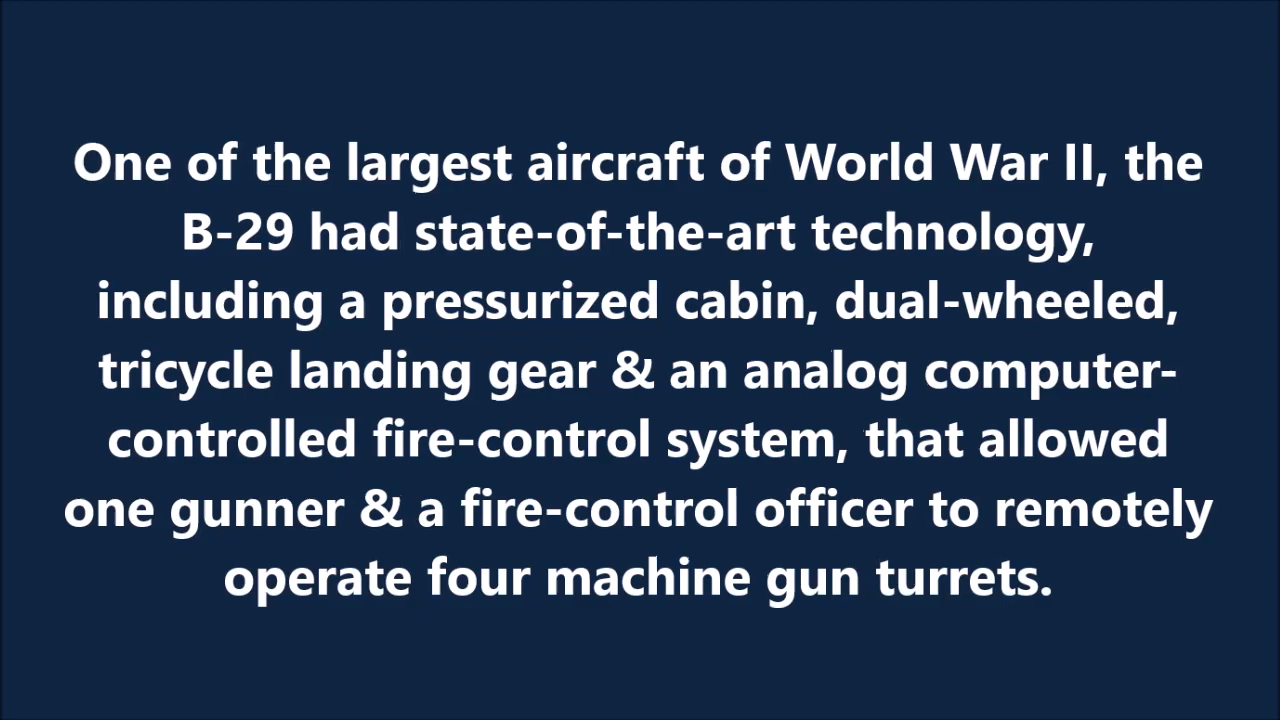 One of the largest aircraft of World War II, the
B-29 had state-of-the-art technology,
including a pressurized cabin, dual-wheeled,
tricycle landing gear & an analog computer-
controlled fire-control system, that allowed
one gunner & a fire-control officer to remotely
operate four machine gun turrets.